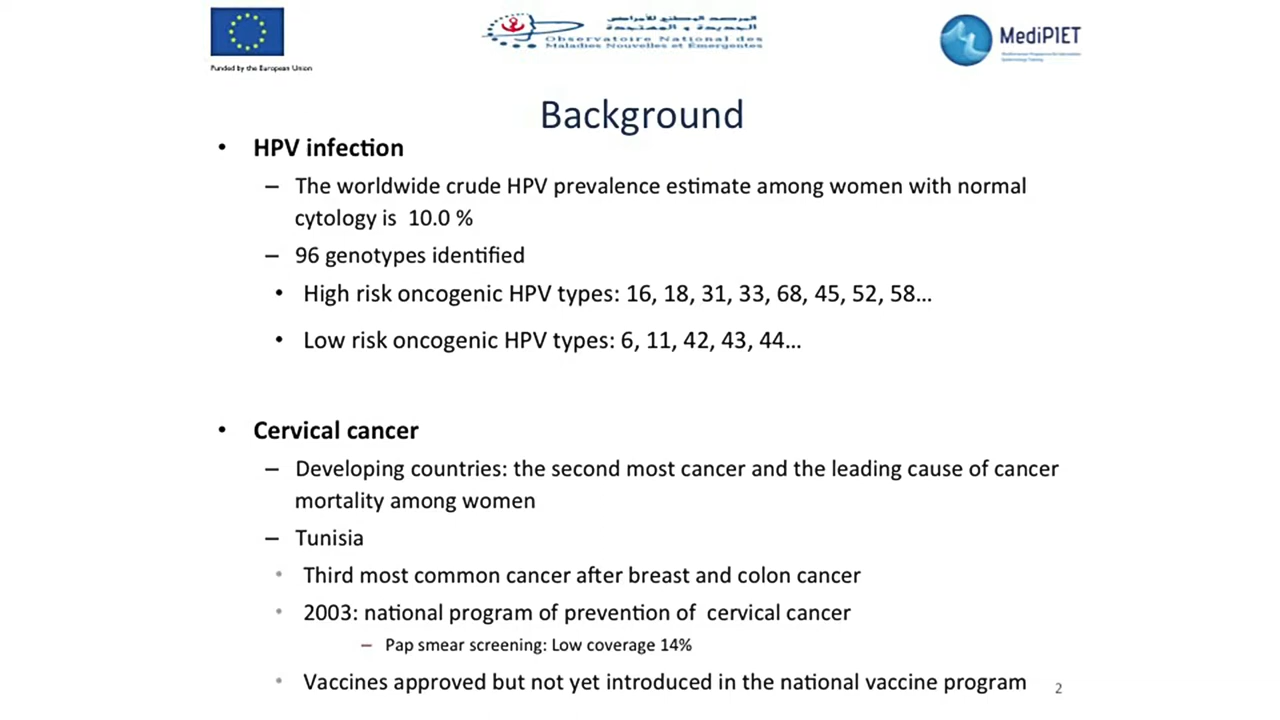 المرصد الوطني للأمراض
الجديدة و المستجدة
Observatoire National des
Maladies Nouvelles et Emergentes
MediPIET
Funded by the European Union
Background
• HPV infection
– The worldwide crude HPV prevalence estimate among women with normal
cytology is 10.0 %
– 96 genotypes identified
• High risk oncogenic HPV types: 16, 18, 31, 33, 68, 45, 52, 58...
• Low risk oncogenic HPV types: 6, 11, 42, 43, 44...
• Cervical cancer
– Developing countries: the second most cancer and the leading cause of cancer
mortality among women
– Tunisia
• Third most common cancer after breast and colon cancer
• 2003: national program of prevention of cervical cancer
– Pap smear screening: Low coverage 14%
• Vaccines approved but not yet introduced in the national vaccine program
2